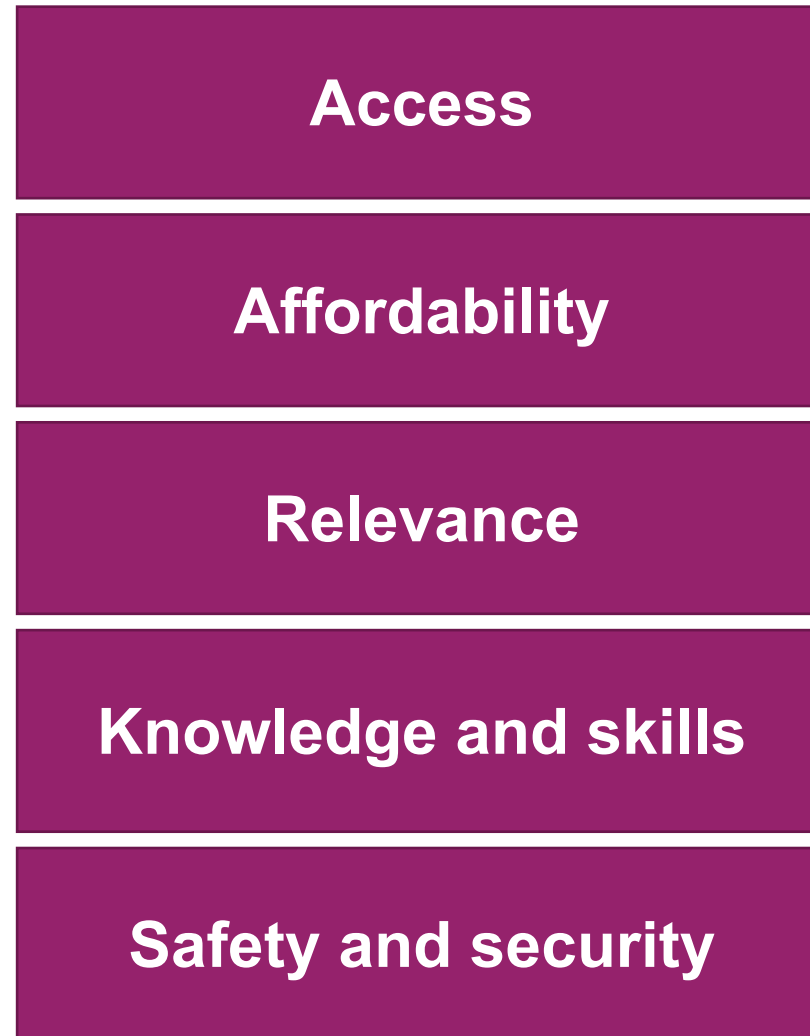 Access
Affordability
Relevance
Knowledge and skills
Safety and security